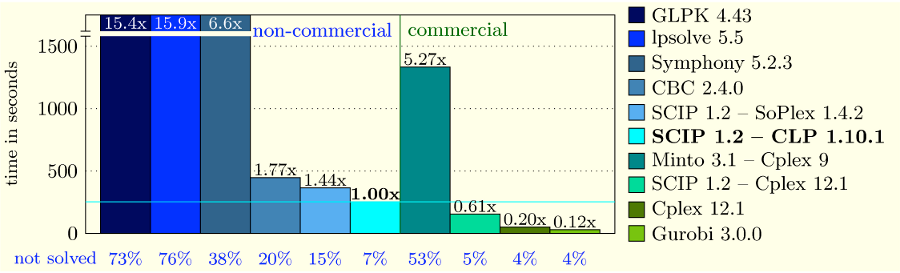 15.4x 15.9x 6.6x
non-commercial commercial
1.77x 1.44x 1.00x 5.27x 0.61x 0.20x 0.12x
time in seconds
1500
1000
500
0
not solved 73% 76% 38% 20% 15% 7% 53% 5% 4% 4%
GLPK 4.43
lpsolve 5.5
Symphony 5.2.3
CBC 2.4.0
SCIP 1.2 – SoPlex 1.4.2
SCIP 1.2 – CLP 1.10.1
Minto 3.1 – Cplex 9
SCIP 1.2 – Cplex 12.1
Cplex 12.1
Gurobi 3.0.0